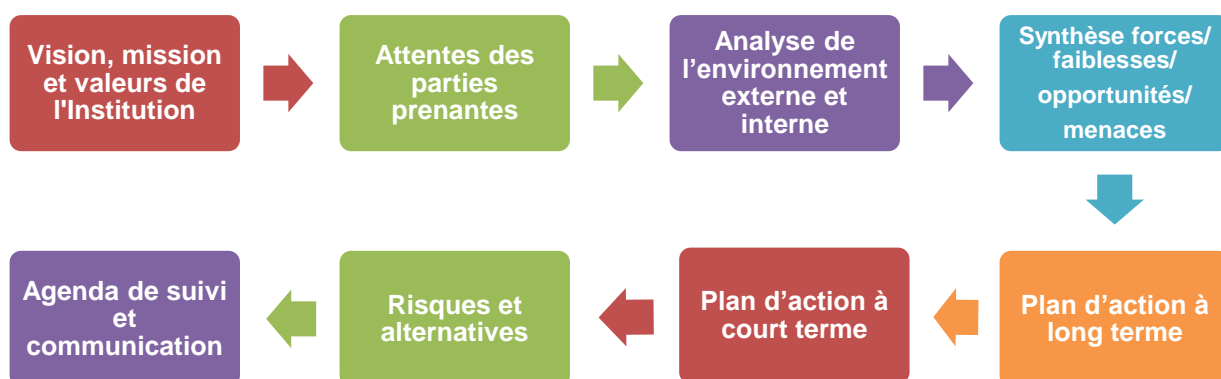 Vision, mission
et valeurs de
l'Institution
Attentes des
parties
prenantes
Analyse de
l’environnement
externe et
interne
Synthèse forces/
faiblesses/
opportunités/
menaces
Agenda de suivi
et
communication
Risques et
alternatives
Plan d’action à
court terme
Plan d’action à
long terme